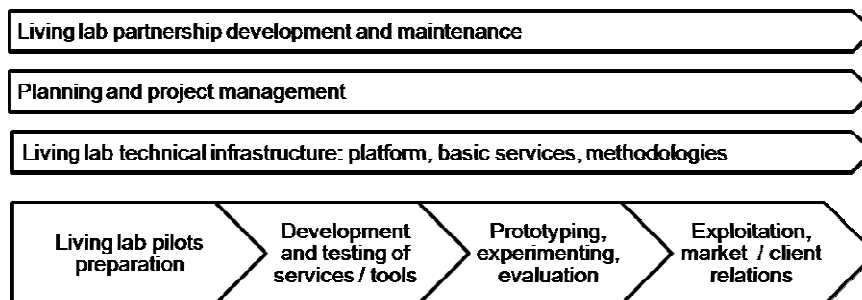 Living lab partnership development and maintenance
Planning and project management
Living lab technical infrastructure: platform, basic services, methodologies
Living lab pilots
preparation
Development
and testing of
services / tools
Prototyping,
experimenting,
evaluation
Exploitation,
market / client
relations